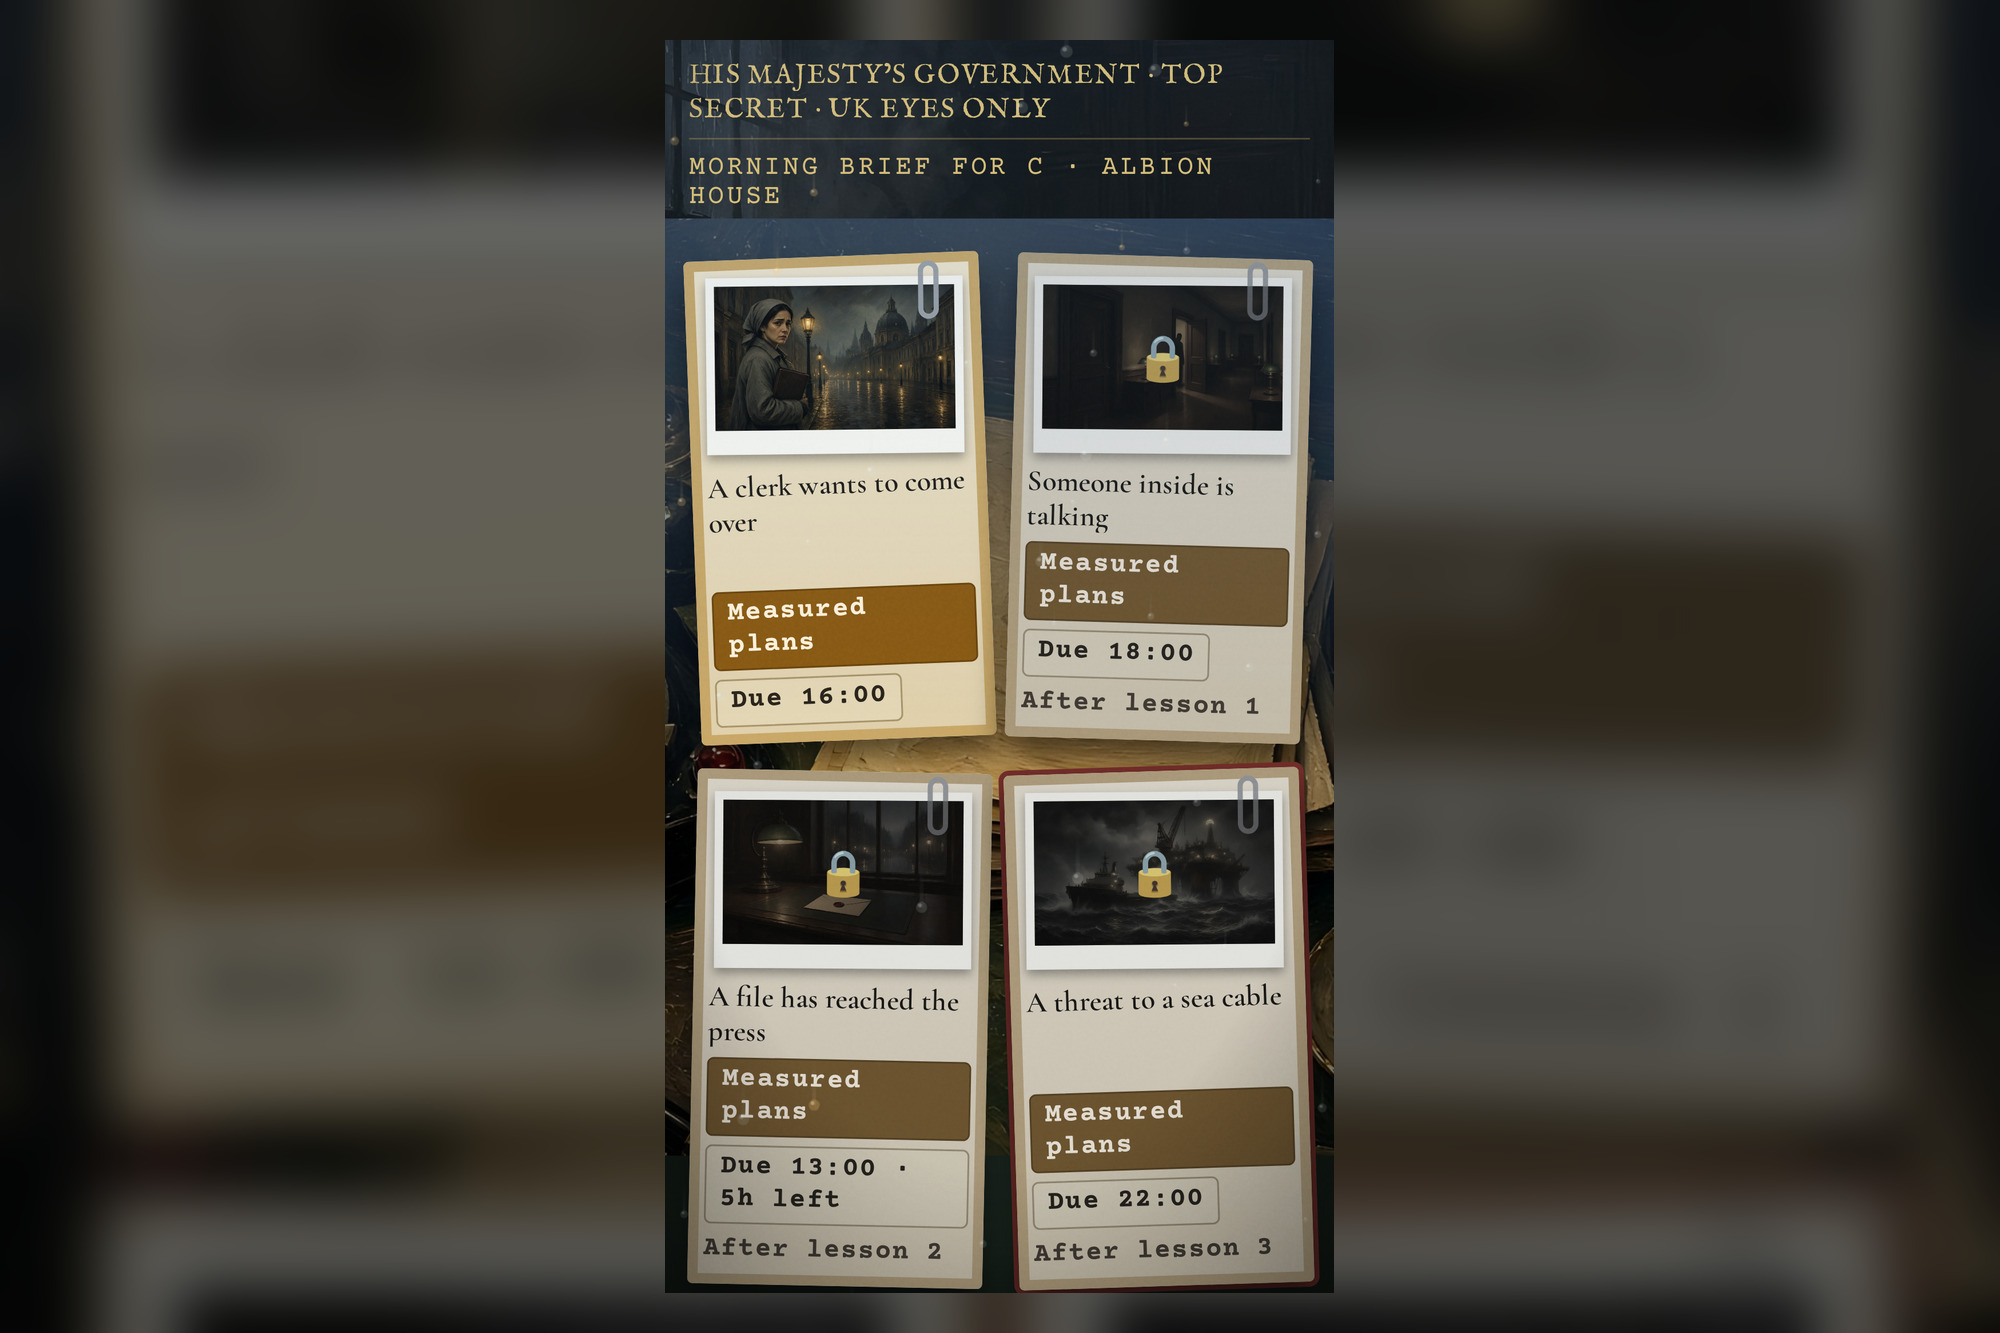 HIS MAJESTY'S GOVERNMENT · TOP
SECRET · UK EYES ONLY
MORNING BRIEF FOR C · ALBION
HOUSE
A clerk wants to come
over
Measured
plans
Due 16:00
Someone inside is
talking
Measured
plans
Due 18:00
After lesson 1
A file has reached the
press
Measured
plans
Due 13:00 ·
5h left
After lesson 2
A threat to a sea cable
Measured
plans
Due 22:00
After lesson 3